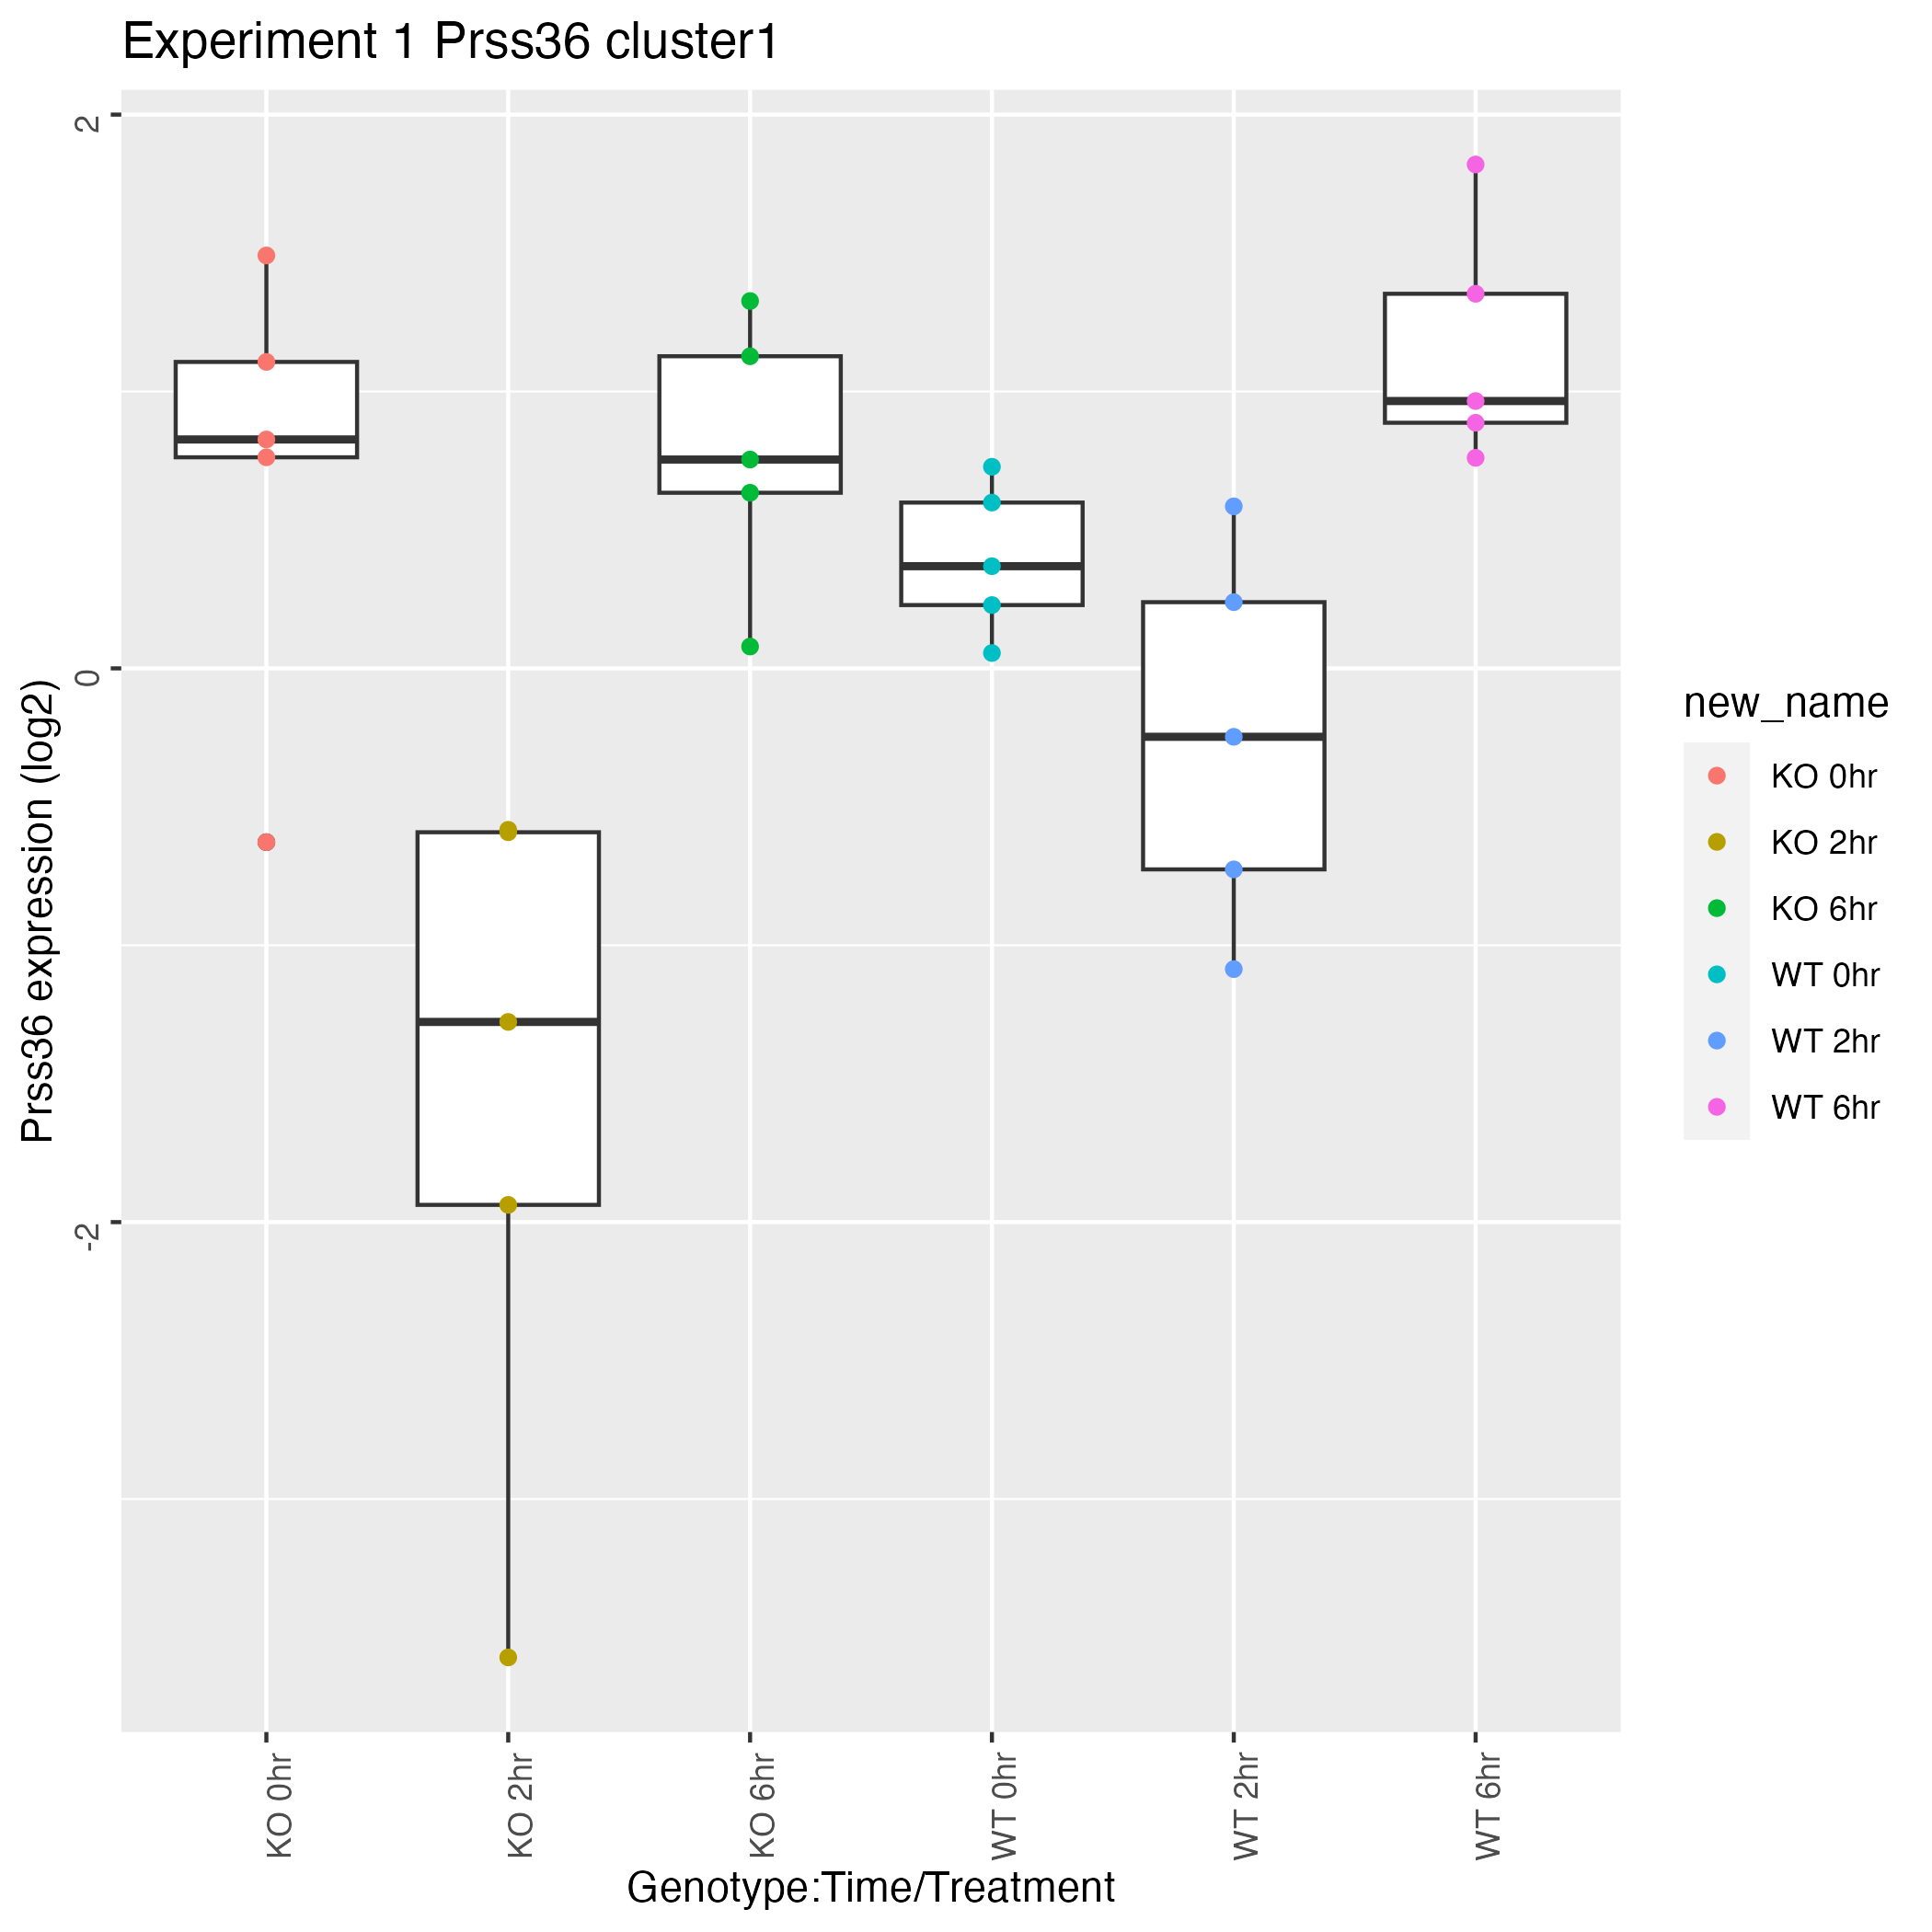 Experiment 1 Prss36 cluster1
2
0
-2
Prss36 expression (log2)
KO 0hr
KO 2hr
KO 6hr
WT 0hr
WT 2hr
WT 6hr
Genotype:Time/Treatment
new_name
KO 0hr
KO 2hr
KO 6hr
WT 0hr
WT 2hr
WT 6hr